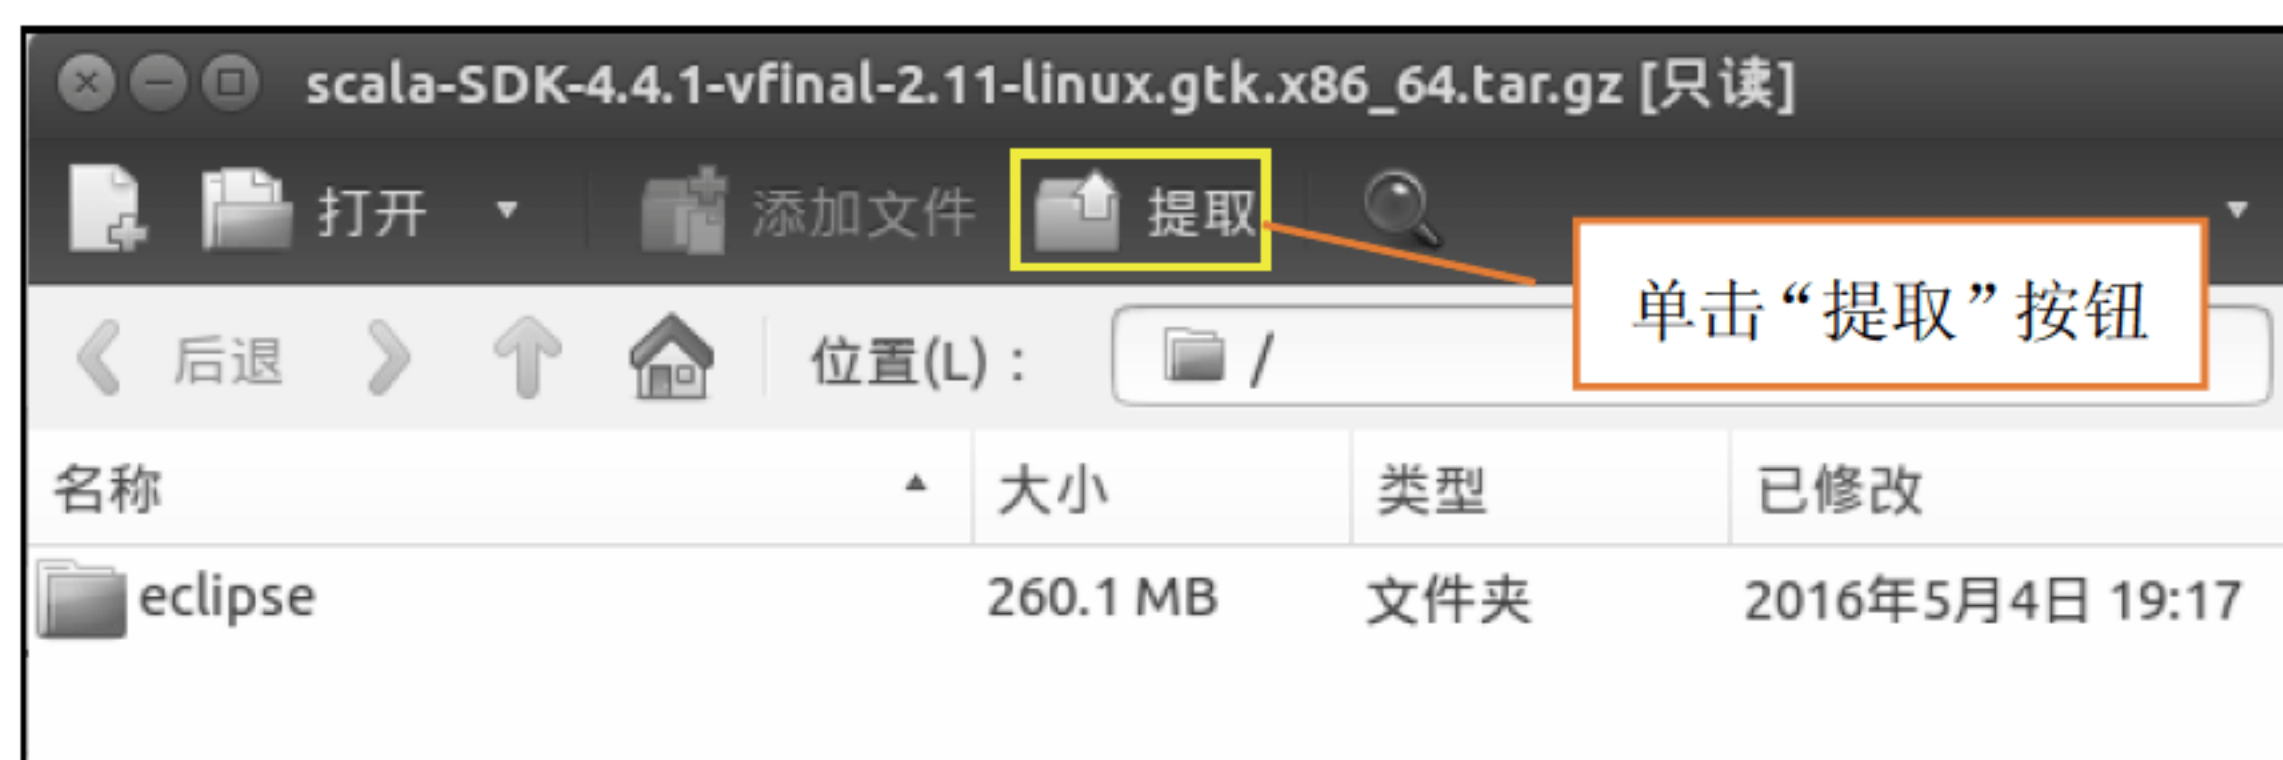 scala-SDK-4.4.1-vfinal-2.11-linux.gtk.x86_64.tar.gz [只读]
打开 添加文件 提取
单击“提取”按钮
后退 位置(L)： /
名称 大小 类型 已修改
eclipse 260.1 MB 文件夹 2016年5月4日 19:17